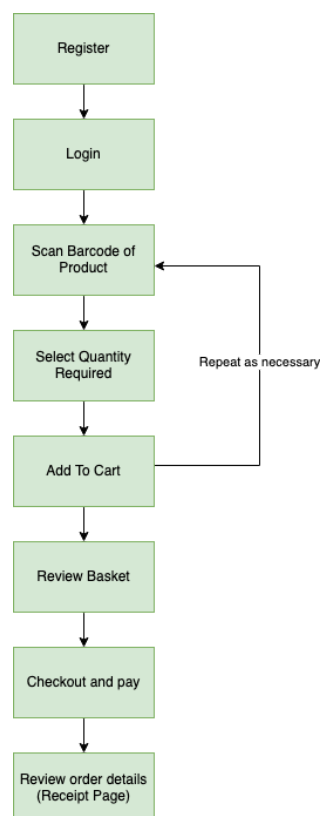 Register
Login
Scan Barcode of
Product
Select Quantity
Required
Repeat as necessary
Add To Cart
Review Basket
Checkout and pay
Review order details
(Receipt Page)